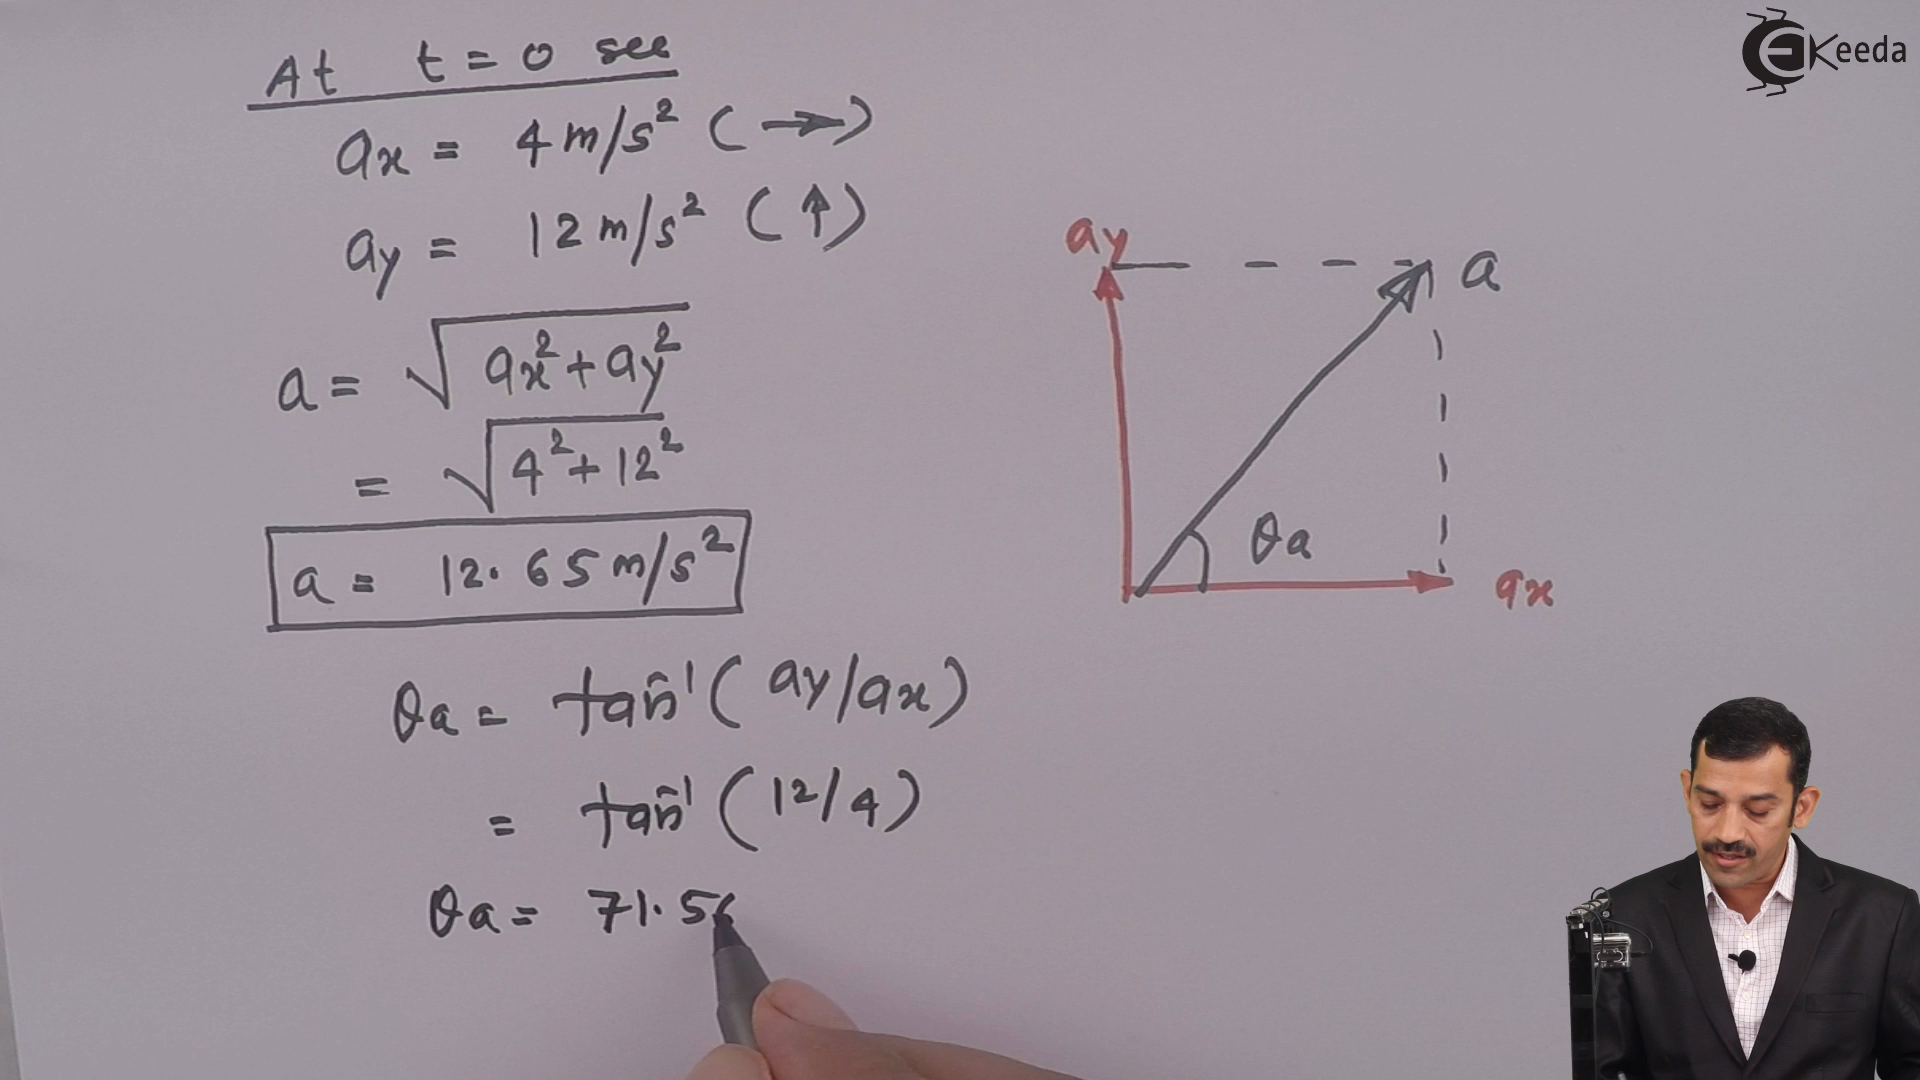 At t = 0 sec
ax = 4 m/s² (→)
ay = 12 m/s² (↑)
a = √ax² + ay²
= √4² + 12²
a = 12.65 m/s²
θa = tan⁻¹ (ay/ax)
= tan⁻¹ (12/4)
θa = 71.56
ay
a
θa
ax
Keeda